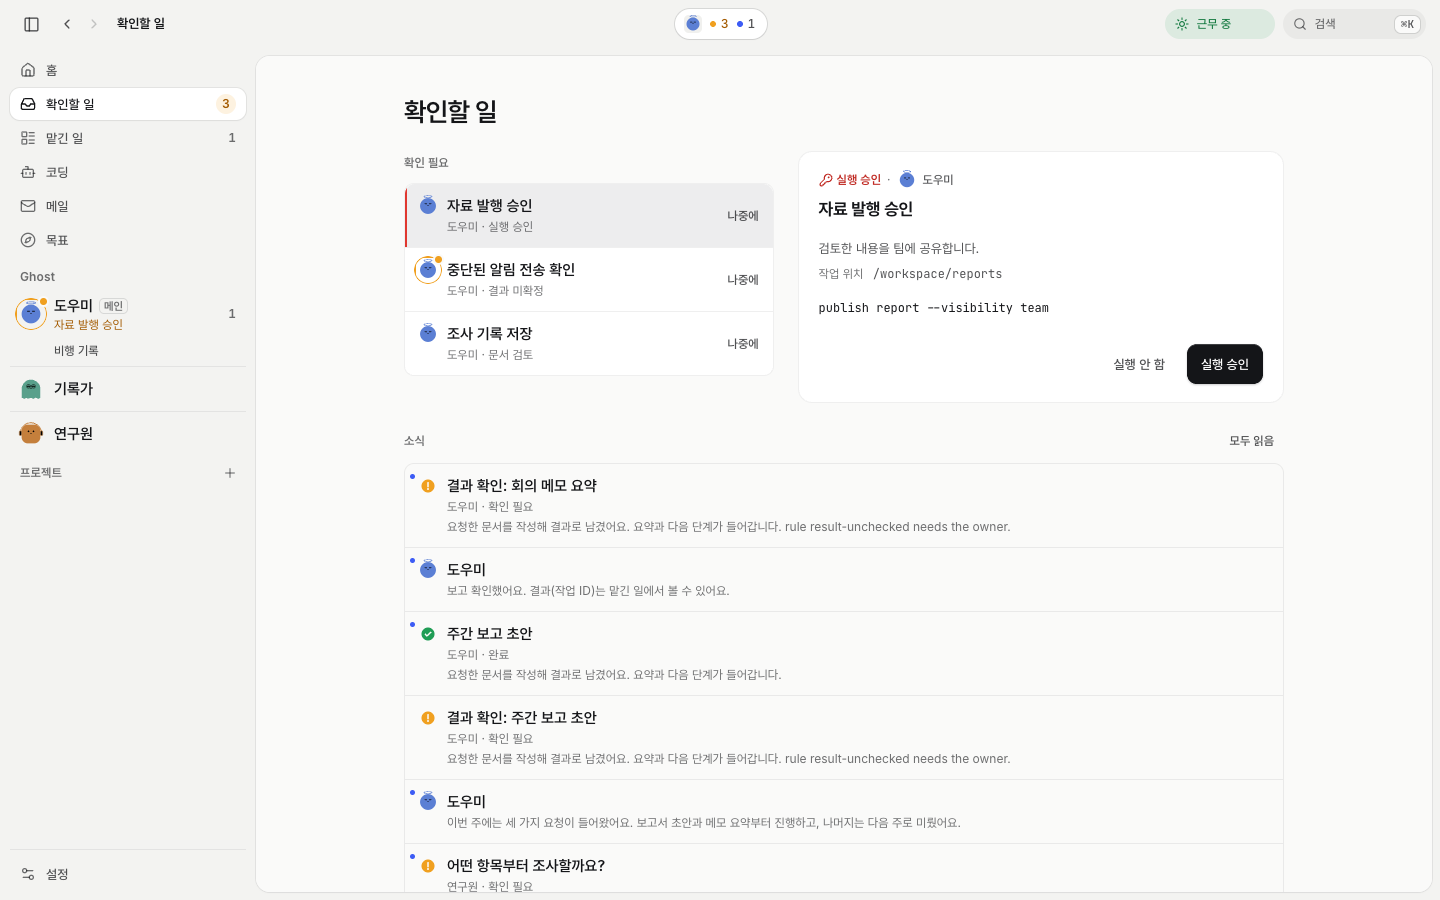 확인할 일
3
1
근무 중
검색
⌘K
홈
확인할 일
3
맡긴 일
1
코딩
메일
목표
Ghost
도우미
메인
자료 발행 승인
1
비행 기록
기록가
연구원
프로젝트
설정
확인할 일
확인 필요
자료 발행 승인
도우미 · 실행 승인
나중에
중단된 알림 전송 확인
도우미 · 결과 미확정
나중에
조사 기록 저장
도우미 · 문서 검토
나중에
실행 승인 · 도우미
자료 발행 승인
검토한 내용을 팀에 공유합니다.
작업 위치 /workspace/reports
publish report --visibility team
실행 안 함
실행 승인
소식
모두 읽음
결과 확인: 회의 메모 요약
도우미 · 확인 필요
요청한 문서를 작성해 결과로 남겼어요. 요약과 다음 단계가 들어갑니다. rule result-unchecked needs the owner.
도우미
보고 확인했어요. 결과(작업 ID)는 맡긴 일에서 볼 수 있어요.
주간 보고 초안
도우미 · 완료
요청한 문서를 작성해 결과로 남겼어요. 요약과 다음 단계가 들어갑니다.
결과 확인: 주간 보고 초안
도우미 · 확인 필요
요청한 문서를 작성해 결과로 남겼어요. 요약과 다음 단계가 들어갑니다. rule result-unchecked needs the owner.
도우미
이번 주에는 세 가지 요청이 들어왔어요. 보고서 초안과 메모 요약부터 진행하고, 나머지는 다음 주로 미뤘어요.
어떤 항목부터 조사할까요?
연구원 · 확인 필요